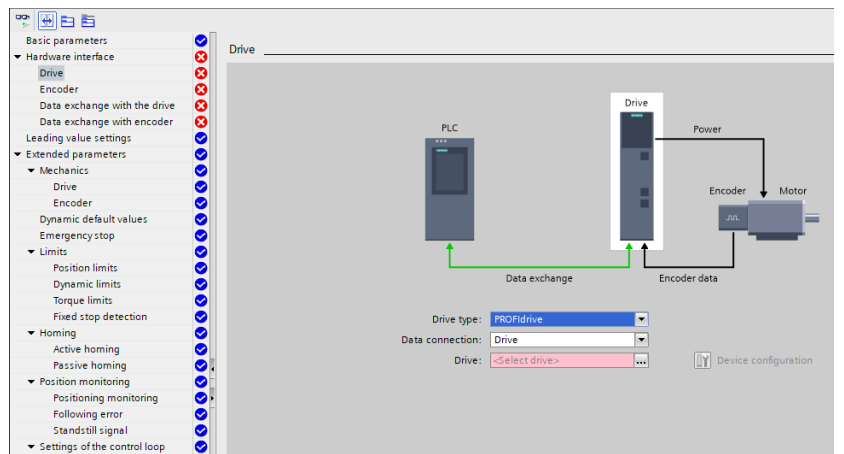 Basic parameters
Hardware interface
Drive
Encoder
Data exchange with the drive
Data exchange with encoder
Leading value settings
Extended parameters
Mechanics
Drive
Encoder
Dynamic default values
Emergency stop
Limits
Position limits
Dynamic limits
Torque limits
Fixed stop detection
Homing
Active homing
Passive homing
Position monitoring
Positioning monitoring
Following error
Standstill signal
Settings of the control loop
Drive
Drive
PLC
Power
Encoder Motor
Data exchange
Encoder data
Drive type: PROFIdrive
Data connection: Drive
Drive: <Select drive> ... Device configuration